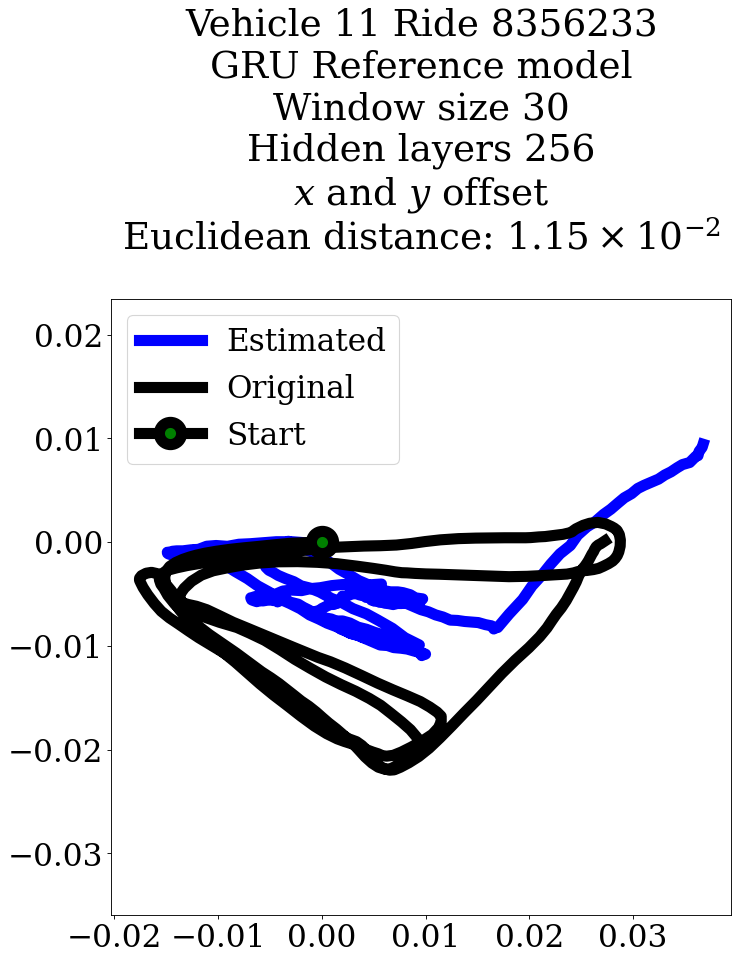 Vehicle 11 Ride 8356233
GRU Reference model
Window size 30
Hidden layers 256
x and y offset
Euclidean distance: 1.15 × 10⁻²
Estimated
Original
Start
0.02
0.01
0.00
−0.01
−0.02
−0.03
−0.02 −0.01 0.00 0.01 0.02 0.03